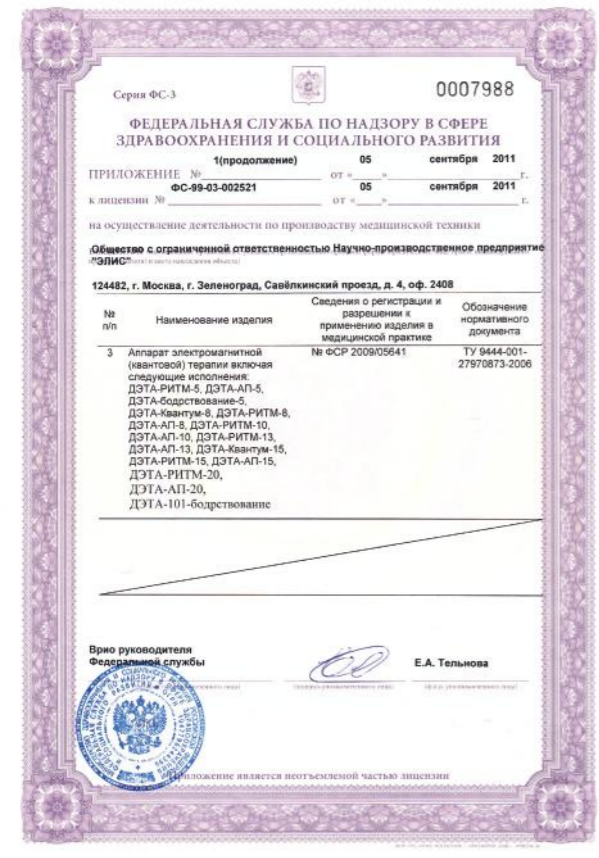 Серия ФС-3
0007988
ФЕДЕРАЛЬНАЯ СЛУЖБА ПО НАДЗОРУ В СФЕРЕ
ЗДРАВООХРАНЕНИЯ И СОЦИАЛЬНОГО РАЗВИТИЯ
1(продолжение) 05 сентября 2011
ПРИЛОЖЕНИЕ № от « » г.
ФС-99-03-002521 05 сентября 2011
к лицензии № от « » г.
на осуществление деятельности по производству медицинской техники
Общество с ограниченной ответственностью Научно-производственное предприятие
"ЭЛИС"
124482, г. Москва, г. Зеленоград, Савёлкинский проезд, д. 4, оф. 2408
№ п/п
Наименование изделия
Сведения о регистрации и
разрешении к
применению изделия в
медицинской практике
Обозначение
нормативного
документа
3 Аппарат электромагнитной № ФСР 2009/05641 ТУ 9444-001-
(квантовой) терапии включая 27970873-2006
следующие исполнения:
ДЭТА-РИТМ-5, ДЭТА-АП-5,
ДЭТА-бодрствование-5,
ДЭТА-Квантум-8, ДЭТА-РИТМ-8,
ДЭТА-АП-8, ДЭТА-РИТМ-10,
ДЭТА-АП-10, ДЭТА-РИТМ-13,
ДЭТА-АП-13, ДЭТА-Квантум-15,
ДЭТА-РИТМ-15, ДЭТА-АП-15,
ДЭТА-РИТМ-20,
ДЭТА-АП-20,
ДЭТА-101-бодрствование
Врио руководителя
Федеральной службы
Е.А. Тельнова
(подпись уполномоченного лица)
(ф.и.о. уполномоченного лица)
Приложение является неотъемлемой частью лицензии